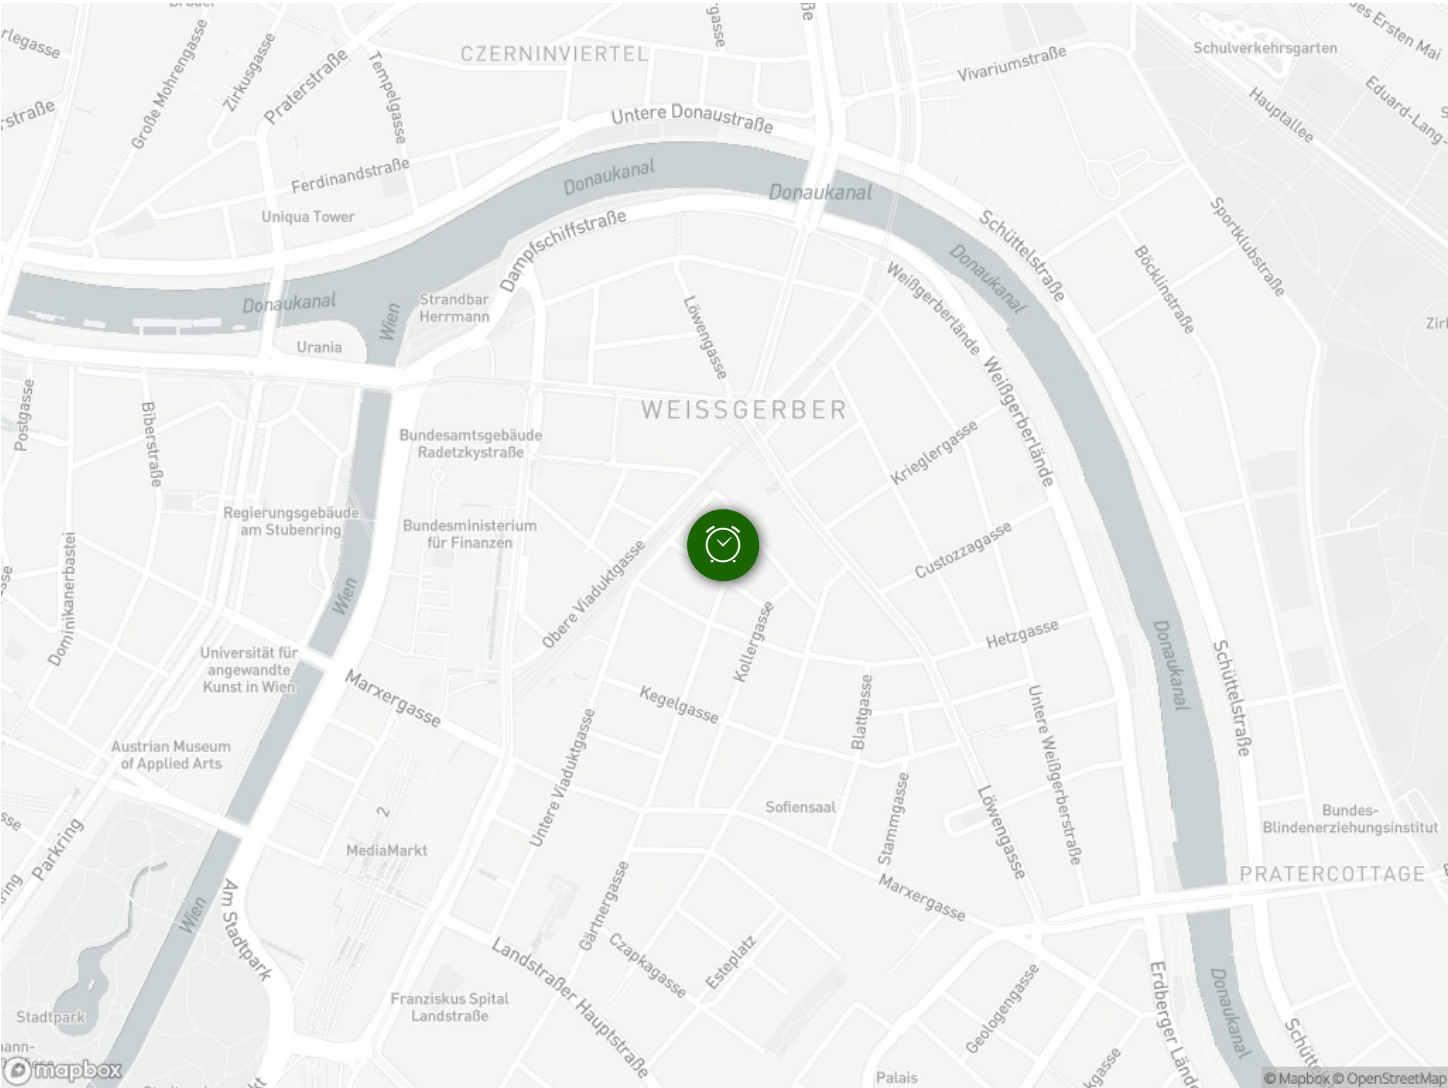 CZERNINVIERTEL
Schulverkehrsgarten
Vivariumstraße
Große Mohrengasse
Zirkusgasse
Praterstraße
Tempelgasse
Hauptallee
Untere Donaustraße
Ferdinandstraße
Donaukanal
Donaukanal
Uniqua Tower
Dampfschiffstraße
Schüttelstraße
Sportklubstraße
Böcklinstraße
Donaukanal
Donaukanal
Wien
Strandbar
Herrmann
Weißgerberlände
Löwengasse
Urania
Weißgerberlände
Postgasse
Biberstraße
WEISSGERBER
Bundesamtsgebäude
Radetzkystraße
Krieglergasse
Regierungsgebäude
am Stubenring
Bundesministerium
für Finanzen
Custozzagasse
Dominikanerbastei
Wien
Obere Viaduktgasse
Kollergasse
Hetzgasse
Donaukanal
Schüttelstraße
Universität für
angewandte
Kunst in Wien
Marxergasse
Kegelgasse
Blattgasse
Untere Weißgerberstraße
Austrian Museum
of Applied Arts
Untere Viaduktgasse
Sofiensaal
Stammgasse
Löwengasse
Bundes-
Blindenerziehungsinstitut
2
MediaMarkt
Parkring
PRATERCOTTAGE
Marxergasse
Wien
Am Stadtpark
Gärtnergasse
Landstraßer Hauptstraße
Czapkagasse
Esteplatz
Franziskus Spital
Landstraße
Geologengasse
Erdberger Lände
Donaukanal
Stadtpark
Palais
mapbox
© Mapbox © OpenStreetMap